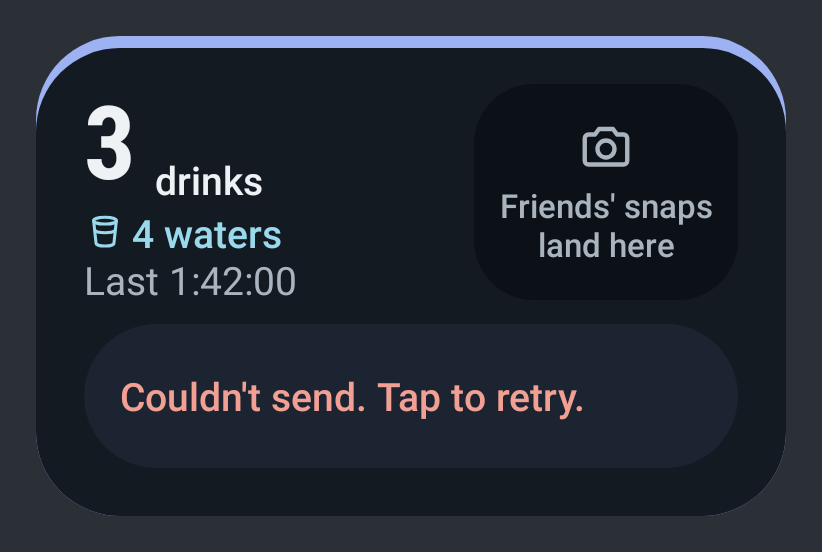 3 drinks
4 waters
Last 1:42:00
Friends' snaps
land here
Couldn't send. Tap to retry.